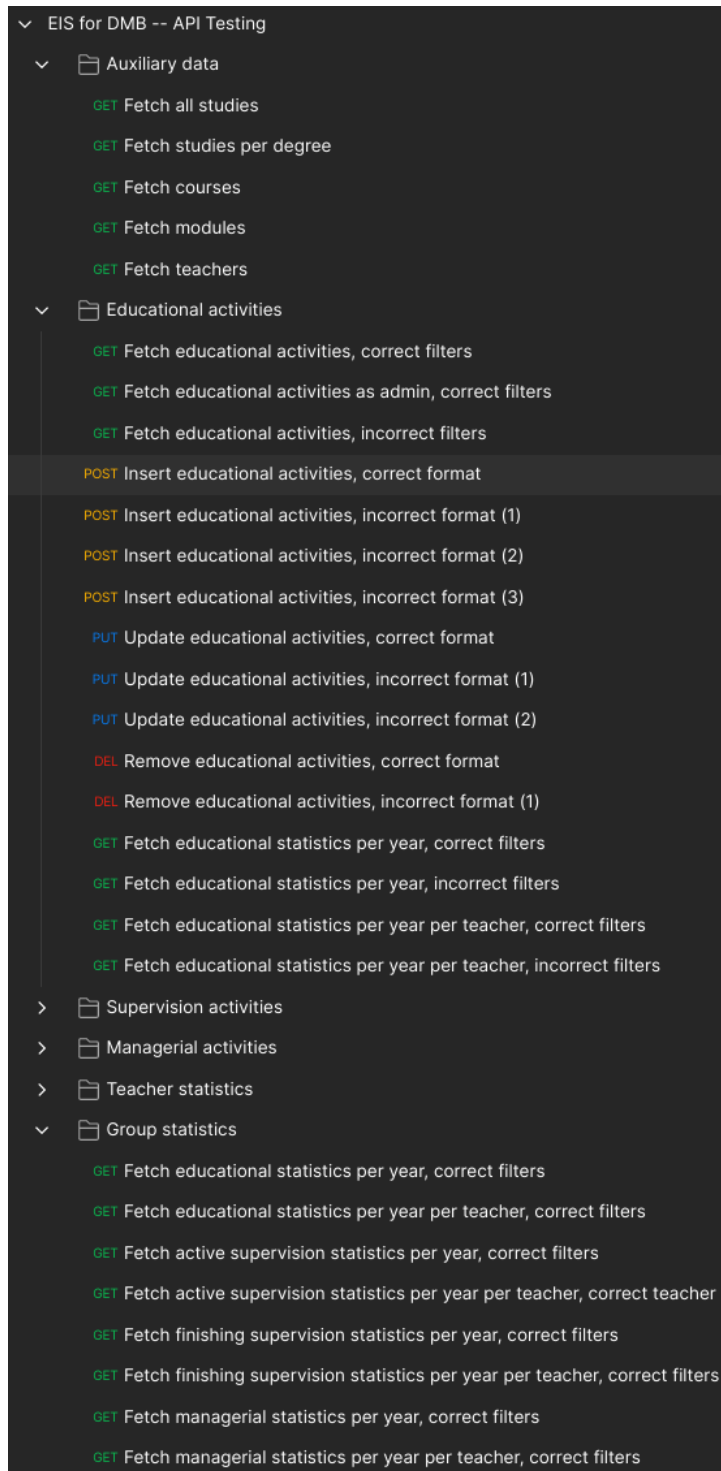 EIS for DMB -- API Testing
Auxiliary data
GET Fetch all studies
GET Fetch studies per degree
GET Fetch courses
GET Fetch modules
GET Fetch teachers
Educational activities
GET Fetch educational activities, correct filters
GET Fetch educational activities as admin, correct filters
GET Fetch educational activities, incorrect filters
POST Insert educational activities, correct format
POST Insert educational activities, incorrect format (1)
POST Insert educational activities, incorrect format (2)
POST Insert educational activities, incorrect format (3)
PUT Update educational activities, correct format
PUT Update educational activities, incorrect format (1)
PUT Update educational activities, incorrect format (2)
DEL Remove educational activities, correct format
DEL Remove educational activities, incorrect format (1)
GET Fetch educational statistics per year, correct filters
GET Fetch educational statistics per year, incorrect filters
GET Fetch educational statistics per year per teacher, correct filters
GET Fetch educational statistics per year per teacher, incorrect filters
Supervision activities
Managerial activities
Teacher statistics
Group statistics
GET Fetch educational statistics per year, correct filters
GET Fetch educational statistics per year per teacher, correct filters
GET Fetch active supervision statistics per year, correct filters
GET Fetch active supervision statistics per year per teacher, correct teacher
GET Fetch finishing supervision statistics per year, correct filters
GET Fetch finishing supervision statistics per year per teacher, correct filters
GET Fetch managerial statistics per year, correct filters
GET Fetch managerial statistics per year per teacher, correct filters